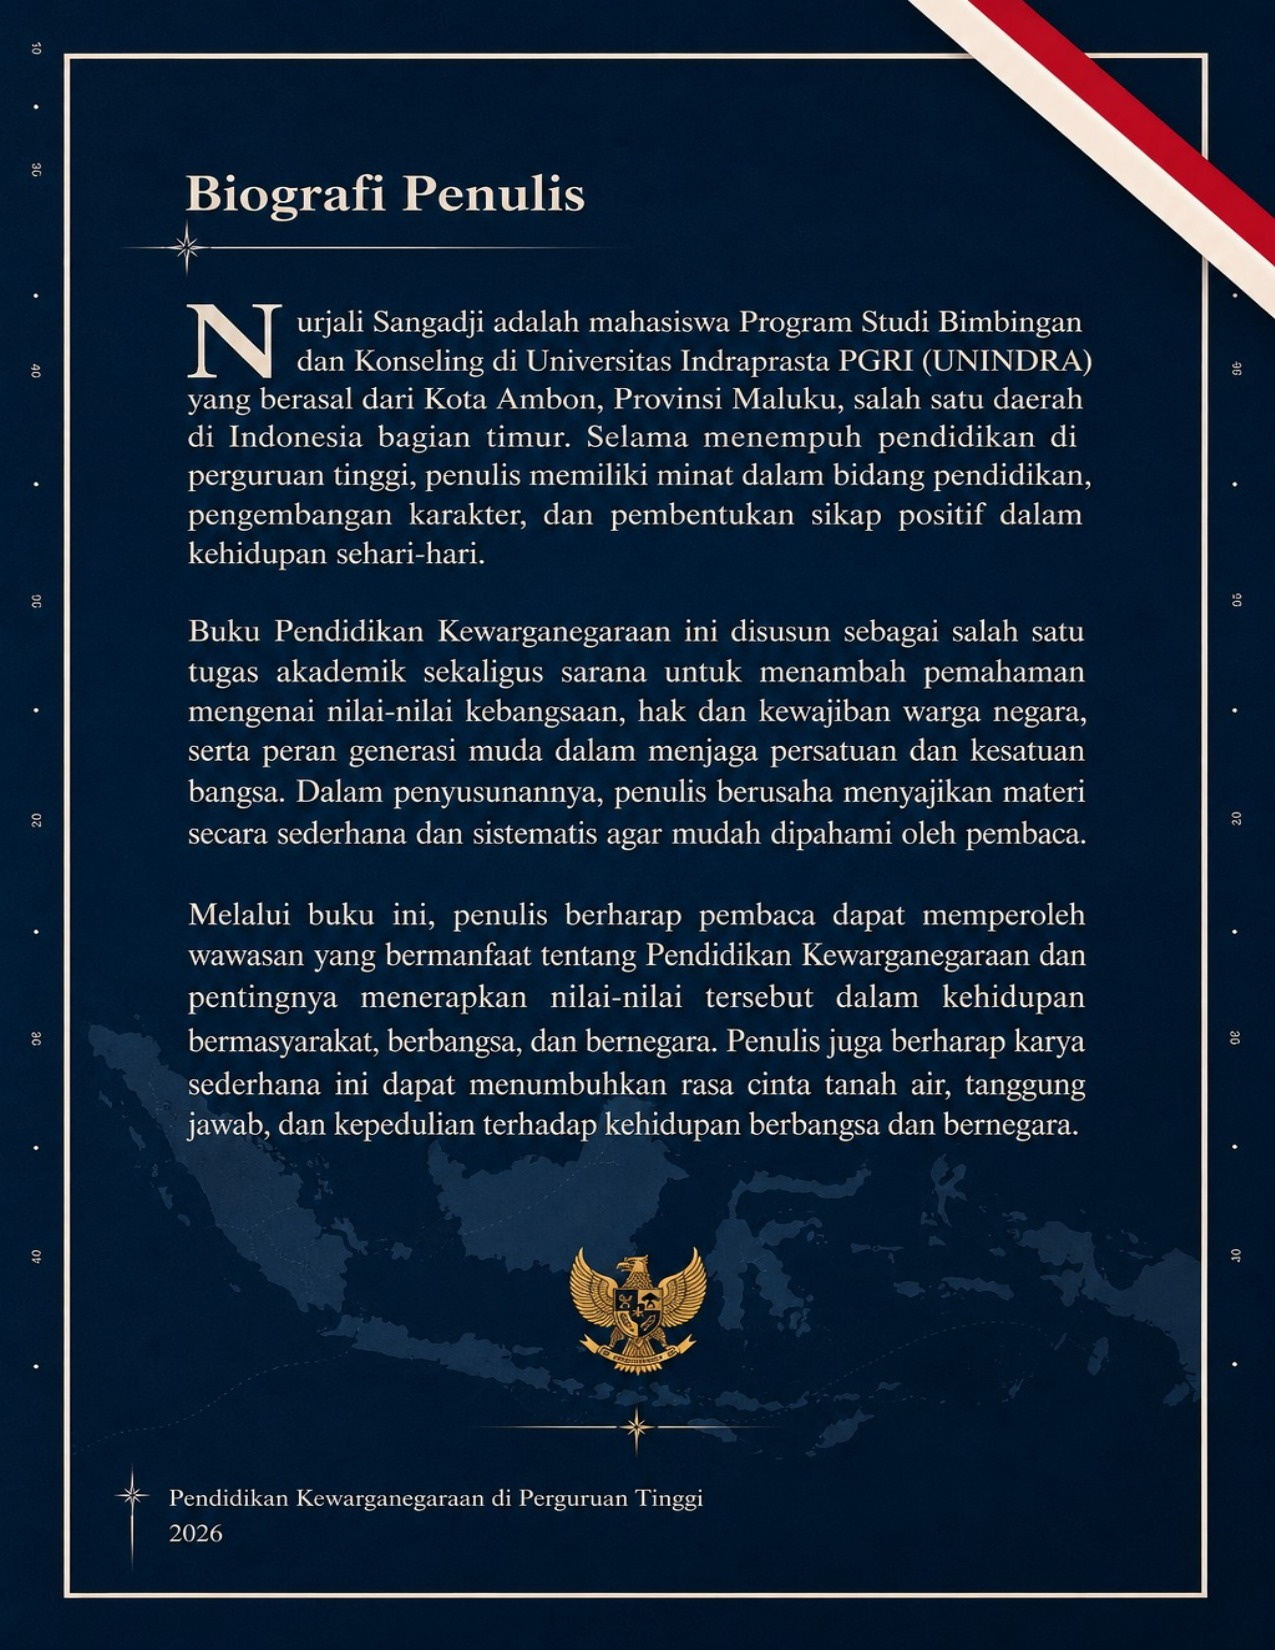 Biografi Penulis
Nurjali Sangadji adalah mahasiswa Program Studi Bimbingan
dan Konseling di Universitas Indraprasta PGRI (UNINDRA)
yang berasal dari Kota Ambon, Provinsi Maluku, salah satu daerah
di Indonesia bagian timur. Selama menempuh pendidikan di
perguruan tinggi, penulis memiliki minat dalam bidang pendidikan,
pengembangan karakter, dan pembentukan sikap positif dalam
kehidupan sehari-hari.
Buku Pendidikan Kewarganegaraan ini disusun sebagai salah satu
tugas akademik sekaligus sarana untuk menambah pemahaman
mengenai nilai-nilai kebangsaan, hak dan kewajiban warga negara,
serta peran generasi muda dalam menjaga persatuan dan kesatuan
bangsa. Dalam penyusunannya, penulis berusaha menyajikan materi
secara sederhana dan sistematis agar mudah dipahami oleh pembaca.
Melalui buku ini, penulis berharap pembaca dapat memperoleh
wawasan yang bermanfaat tentang Pendidikan Kewarganegaraan dan
pentingnya menerapkan nilai-nilai tersebut dalam kehidupan
bermasyarakat, berbangsa, dan bernegara. Penulis juga berharap karya
sederhana ini dapat menumbuhkan rasa cinta tanah air, tanggung
jawab, dan kepedulian terhadap kehidupan berbangsa dan bernegara.
Pendidikan Kewarganegaraan di Perguruan Tinggi
2026